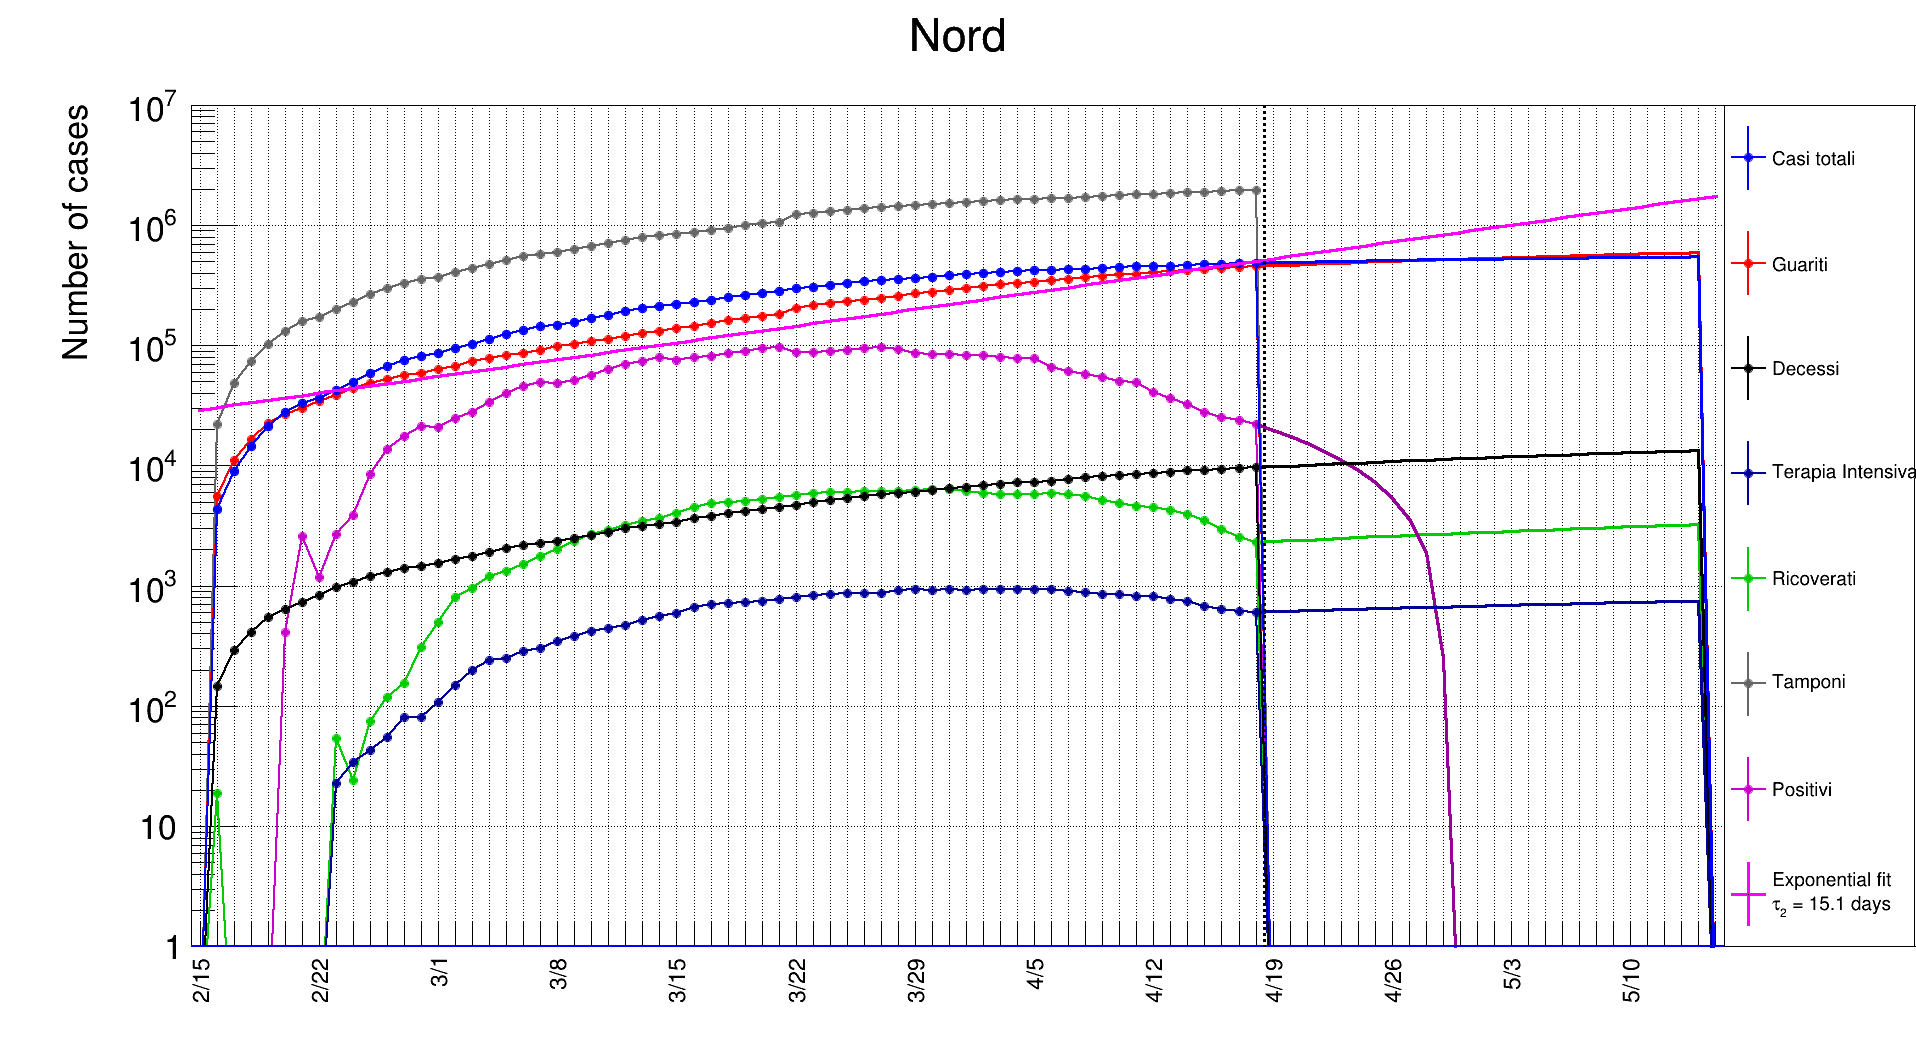 Nord
Number of cases
10^7
10^6
10^5
10^4
10^3
10^2
10
1
2/15
2/22
3/1
3/8
3/15
3/22
3/29
4/5
4/12
4/19
4/26
5/3
5/10
Casi totali
Guariti
Decessi
Terapia Intensiva
Ricoverati
Tamponi
Positivi
Exponential fit
τ_2 = 15.1 days